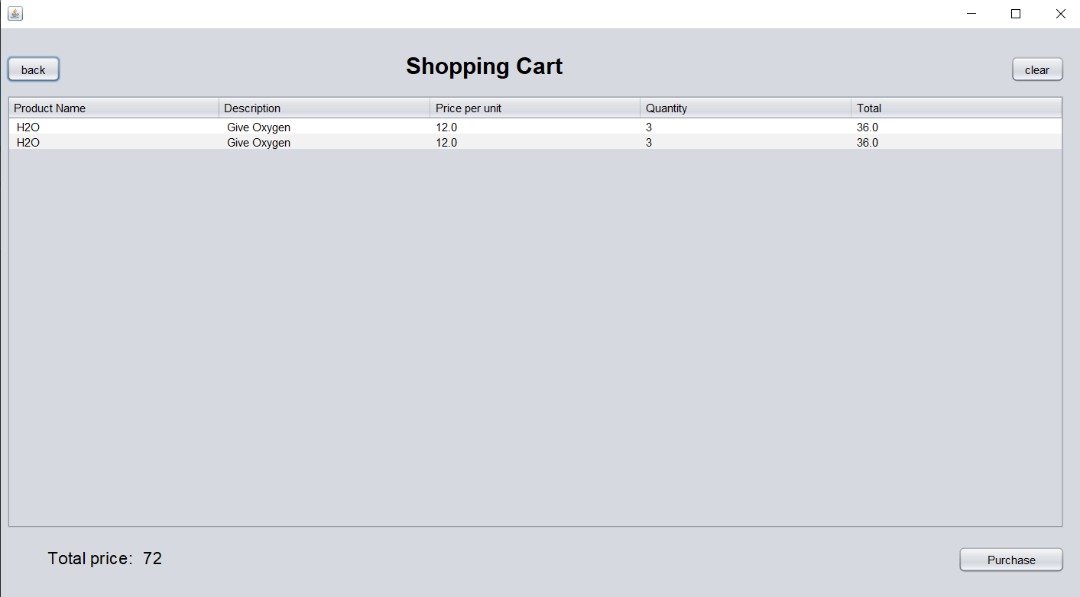 back Shopping Cart clear
Product Name Description Price per unit Quantity Total
H2O Give Oxygen 12.0 3 36.0
H2O Give Oxygen 12.0 3 36.0
Total price: 72 Purchase